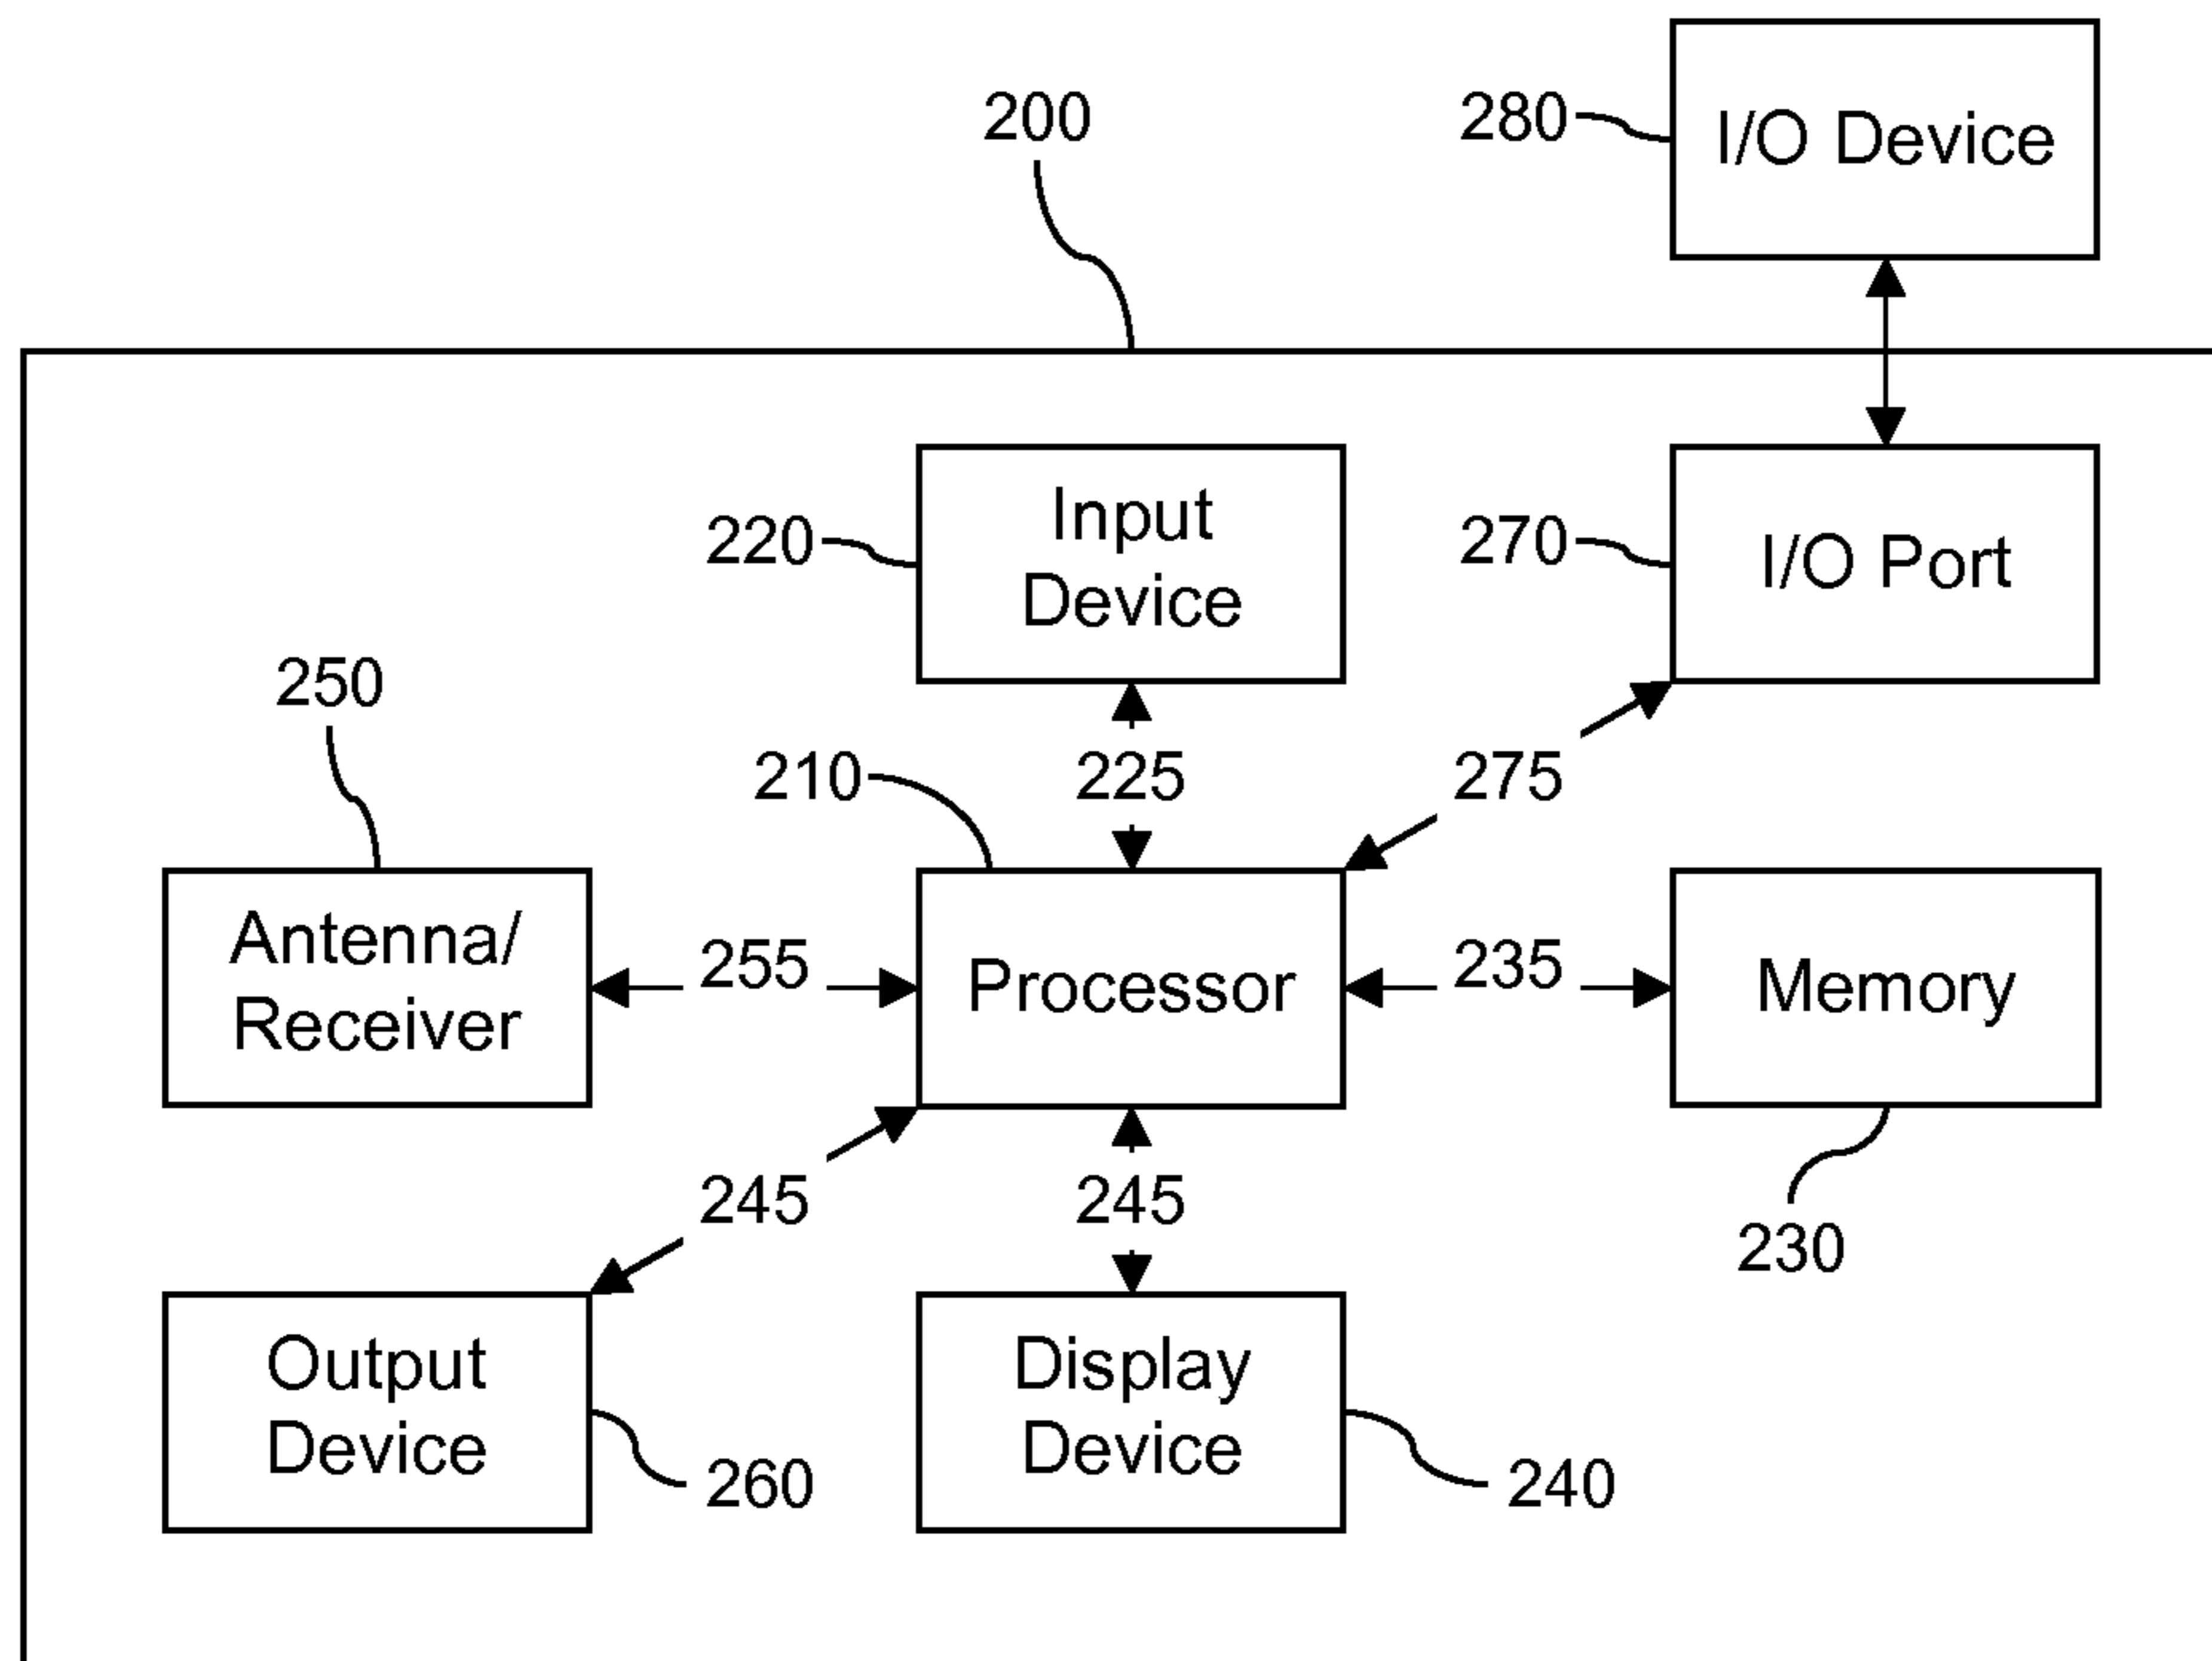 200
280
I/O Device
220
Input
Device
270
I/O Port
250
210
225
275
Antenna/
Receiver
255
Processor
235
Memory
245
245
230
Output
Device
260
Display
Device
240